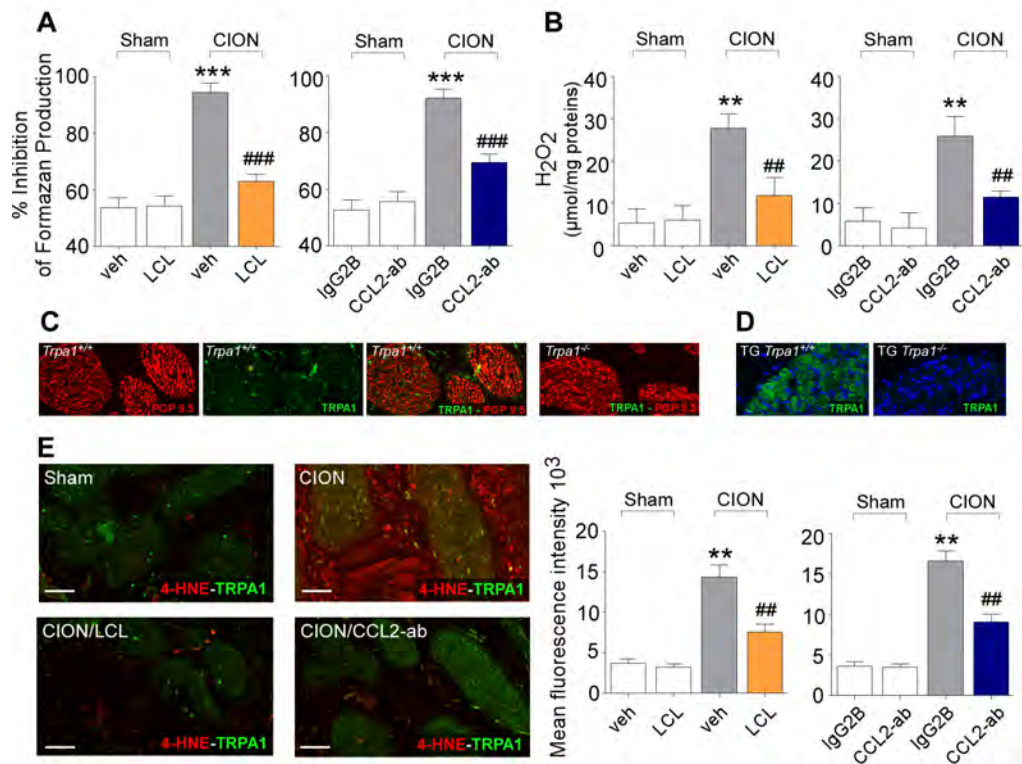 A
Sham
CION
Sham
CION
% Inhibition
of Formazan Production
100
80
60
40
***
###
veh
LCL
veh
LCL
100
80
60
40
***
###
IgG2B
CCL2-ab
IgG2B
CCL2-ab
B
Sham
CION
Sham
CION
H2O2
(µmol/mg proteins)
40
30
20
10
0
**
##
veh
LCL
veh
LCL
40
30
20
10
0
**
##
IgG2B
CCL2-ab
IgG2B
CCL2-ab
C
Trpa1+/+
PGP 9.5
Trpa1+/+
TRPA1
Trpa1+/+
TRPA1 - PGP 9.5
Trpa1-/-
TRPA1 - PGP 9.5
D
TG Trpa1+/+
TRPA1
TG Trpa1-/-
TRPA1
E
Sham
4-HNE-TRPA1
CION
4-HNE-TRPA1
CION/LCL
4-HNE-TRPA1
CION/CCL2-ab
4-HNE-TRPA1
Mean fluorescence intensity 10³
Sham
CION
20
15
10
5
0
**
##
veh
LCL
veh
LCL
Sham
CION
20
15
10
5
0
**
##
IgG2B
CCL2-ab
IgG2B
CCL2-ab